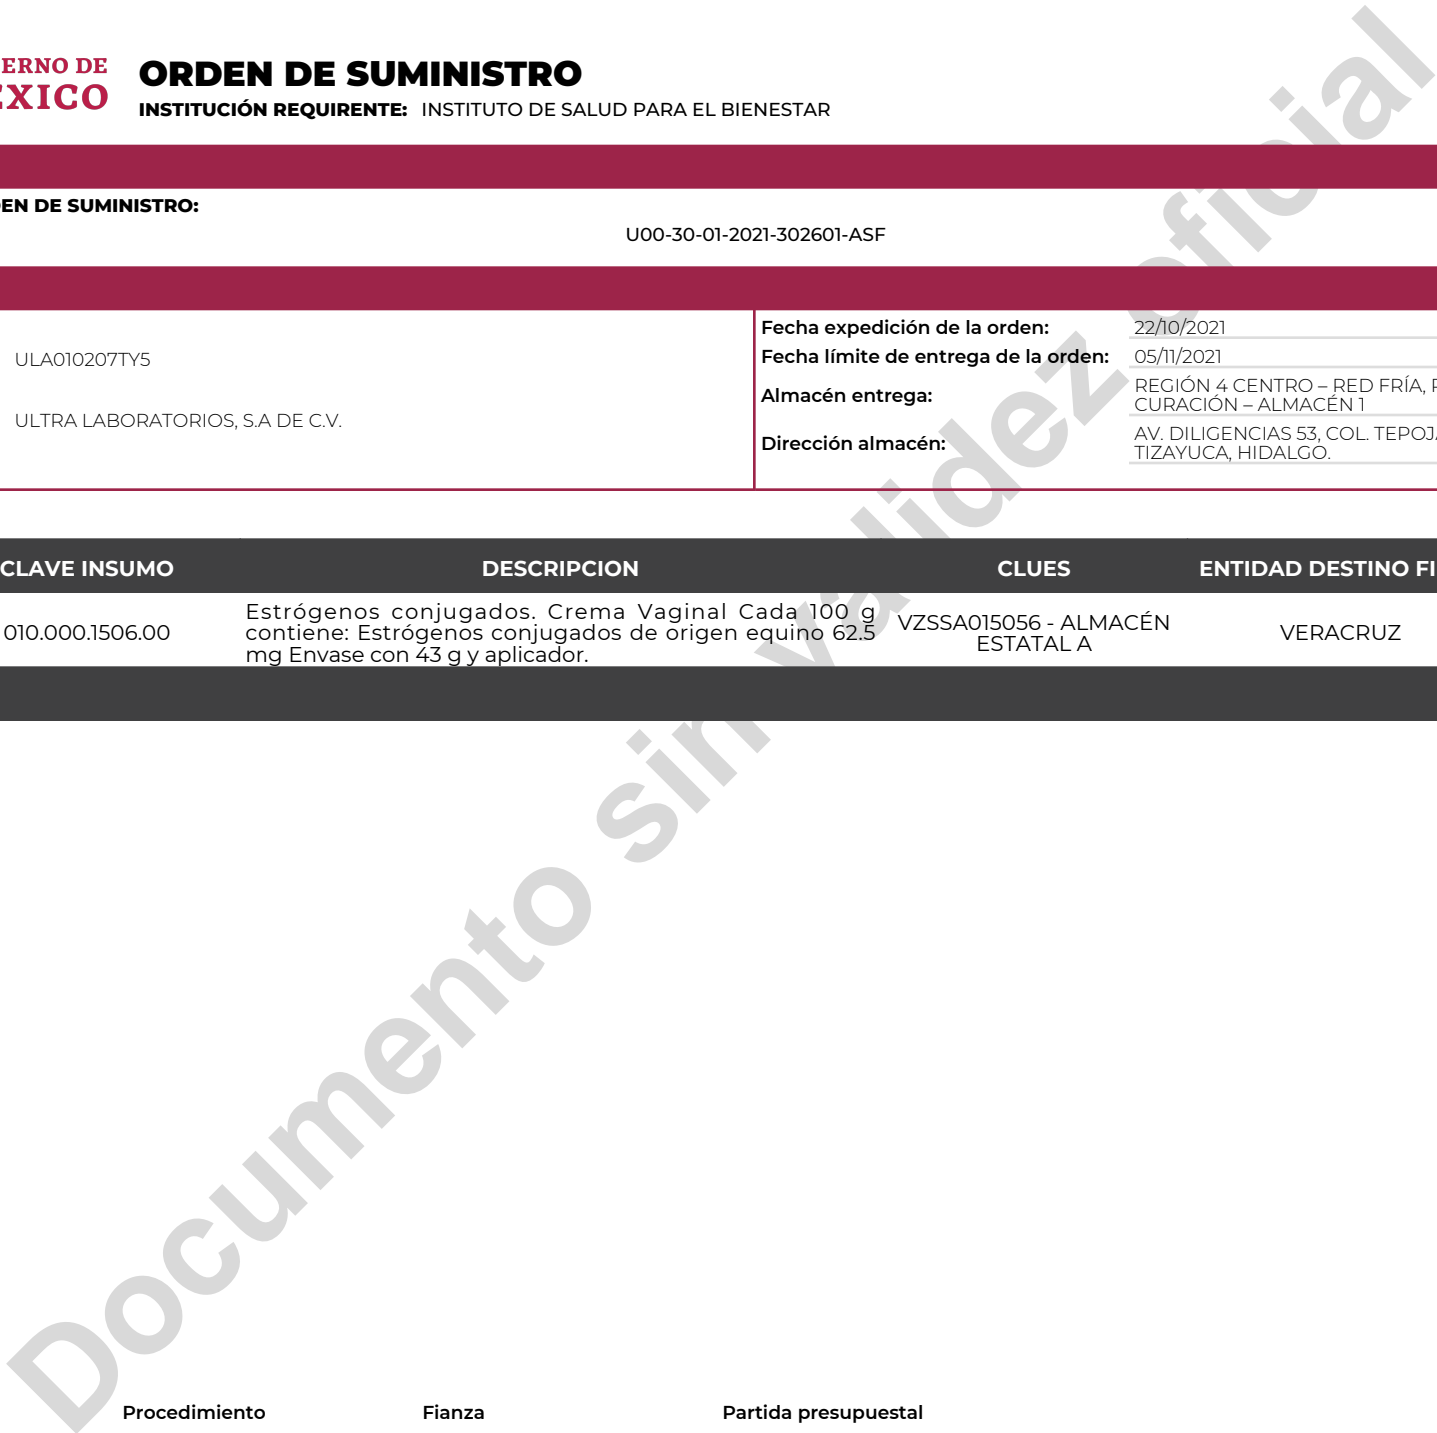 ERNO DE
XICO
ORDEN DE SUMINISTRO
INSTITUCIÓN REQUIRENTE: INSTITUTO DE SALUD PARA EL BIENESTAR
EN DE SUMINISTRO:
U00-30-01-2021-302601-ASF
ULA010207TY5
ULTRA LABORATORIOS, S.A DE C.V.
Fecha expedición de la orden: 22/10/2021
Fecha límite de entrega de la orden: 05/11/2021
Almacén entrega: REGIÓN 4 CENTRO – RED FRÍA,
CURACIÓN – ALMACÉN 1
Dirección almacén: AV. DILIGENCIAS 53, COL. TEPOJA
TIZAYUCA, HIDALGO.
CLAVE INSUMO DESCRIPCION CLUES ENTIDAD DESTINO FI
010.000.1506.00
Estrógenos conjugados. Crema Vaginal Cada 100 g
contiene: Estrógenos conjugados de origen equino 62.5
mg Envase con 43 g y aplicador.
VZSSA015056 - ALMACÉN
ESTATAL A
VERACRUZ
Documento sin validez oficial
Procedimiento Fianza Partida presupuestal